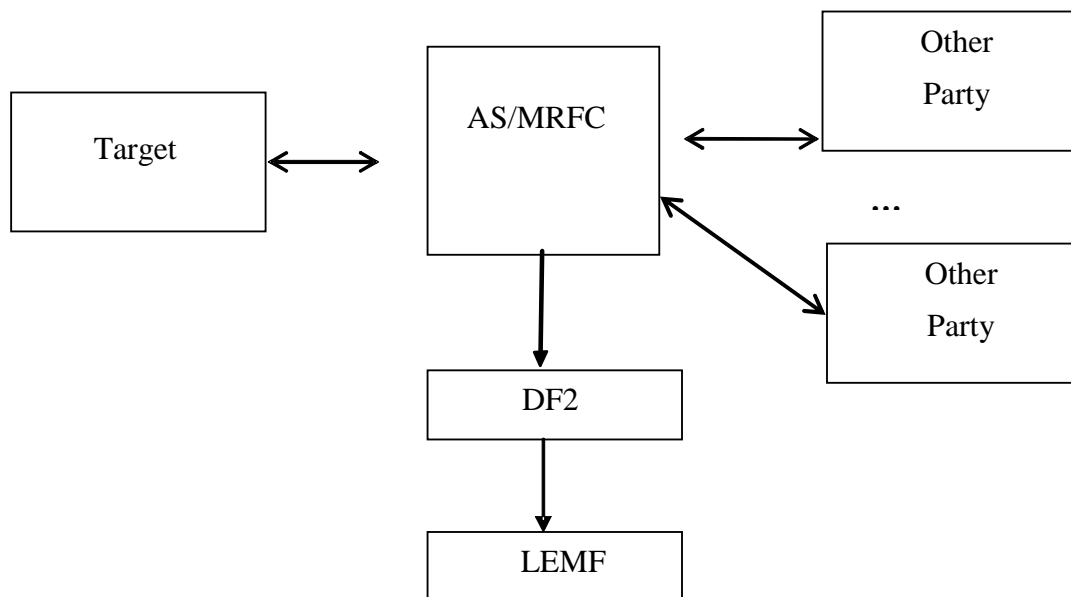 Other
Party
AS/MRFC
Target
...
Other
Party
DF2
LEMF